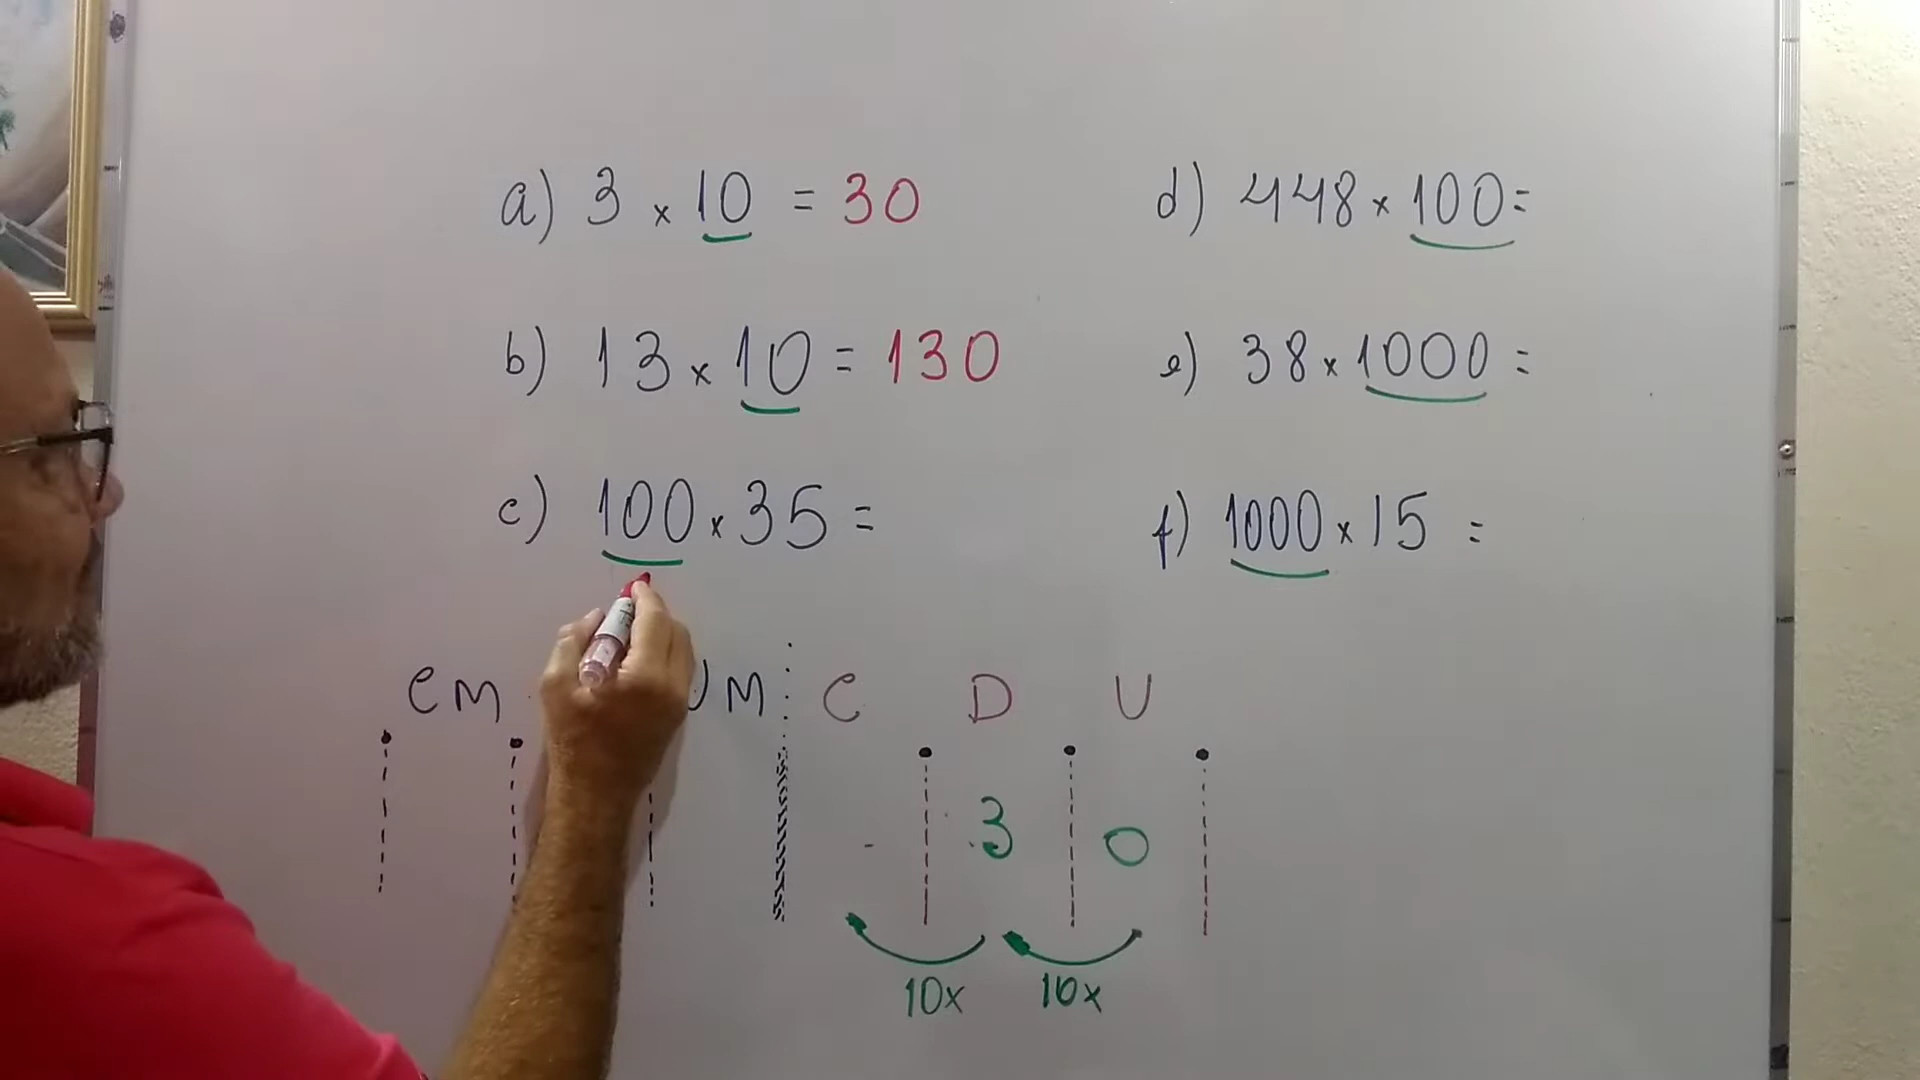 a) 3 x 10 = 30
b) 13 x 10 = 130
c) 100 x 35 =
d) 448 x 100 =
e) 38 x 1000 =
f) 1000 x 15 =
CM UM C D U
3 0
10x 10x